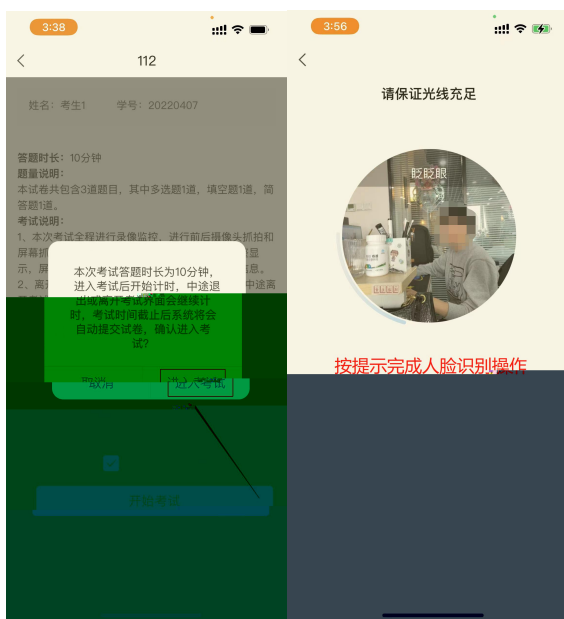 3:38
112
姓名：考生1 学号：20220407
答题时长：10分钟
题量说明：
本试卷共包含3道题目，其中多选题1道，填空题1道，简
答题1道。
考试说明：
1、本次考试全程进行录像监控、进行前后摄像头抓拍和
屏幕抓
显
示，屏
息。
2、离
中途离
本次考试答题时长为10分钟，
进入考试后开始计时，中途退
出或离开考试界面会继续计
时，考试时间截止后系统将会
自动提交试卷，确认进入考
试？
取消 进入考试
开始考试
3:56
请保证光线充足
眨眨眼
按提示完成人脸识别操作